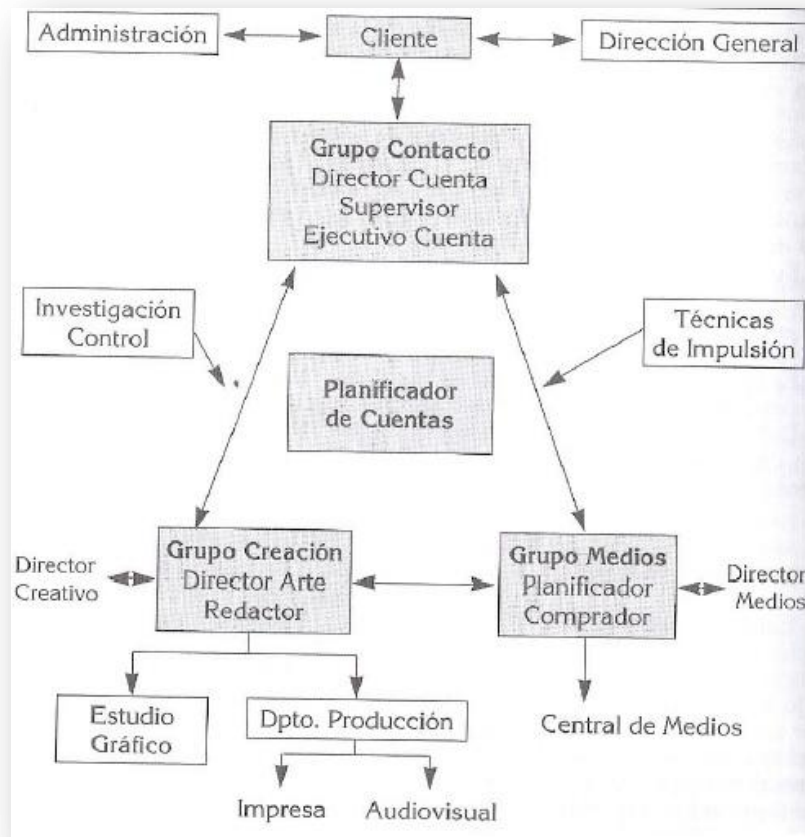 Administración
Cliente
Dirección General
Grupo Contacto
Director Cuenta
Supervisor
Ejecutivo Cuenta
Investigación
Control
Técnicas
de Impulsión
Planificador
de Cuentas
Director
Creativo
Grupo Creación
Director Arte
Redactor
Grupo Medios
Planificador
Comprador
Director
Medios
Estudio
Gráfico
Dpto. Producción
Central de Medios
Impresa
Audiovisual